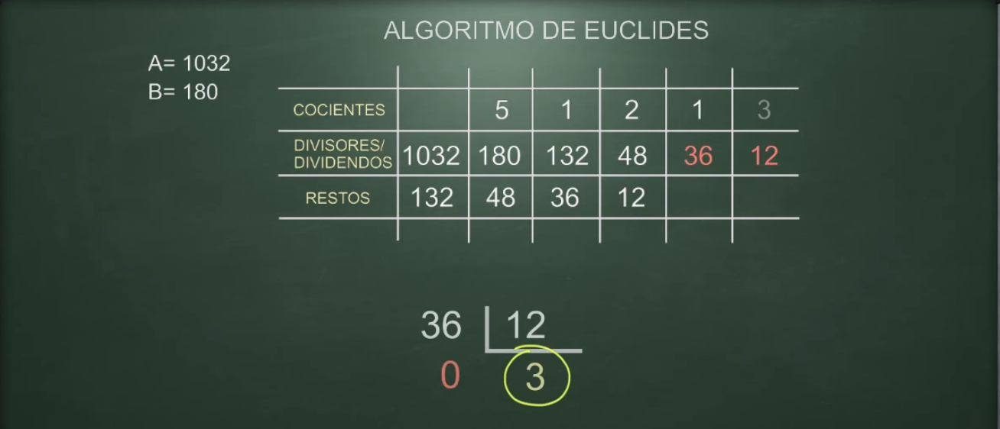 ALGORITMO DE EUCLIDES
A= 1032
B= 180
COCIENTES 5 1 2 1 3
DIVISORES/
DIVIDENDOS 1032 180 132 48 36 12
RESTOS 132 48 36 12
36 12
0 3